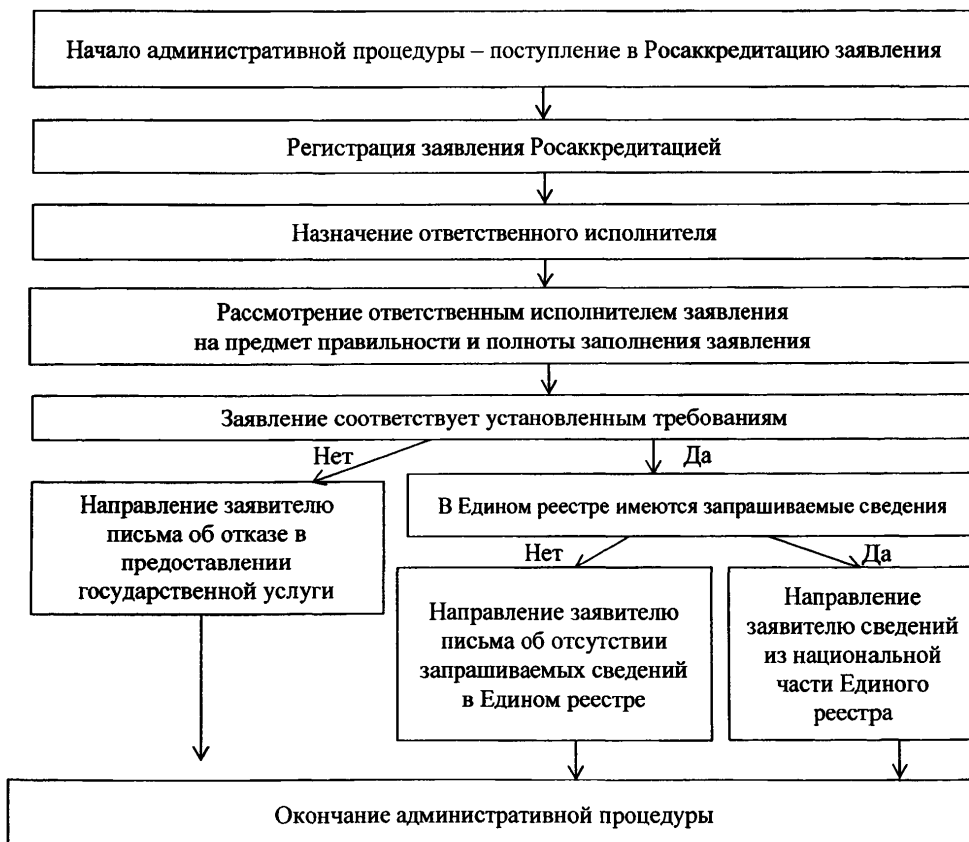 Начало административной процедуры – поступление в Росаккредитацию заявления
Регистрация заявления Росаккредитацией
Назначение ответственного исполнителя
Рассмотрение ответственным исполнителем заявления
на предмет правильности и полноты заполнения заявления
Заявление соответствует установленным требованиям
Нет
Да
Направление заявителю
письма об отказе в
предоставлении
государственной услуги
В Едином реестре имеются запрашиваемые сведения
Нет
Да
Направление заявителю
письма об отсутствии
запрашиваемых сведений
в Едином реестре
Направление
заявителю сведений
из национальной
части Единого
реестра
Окончание административной процедуры